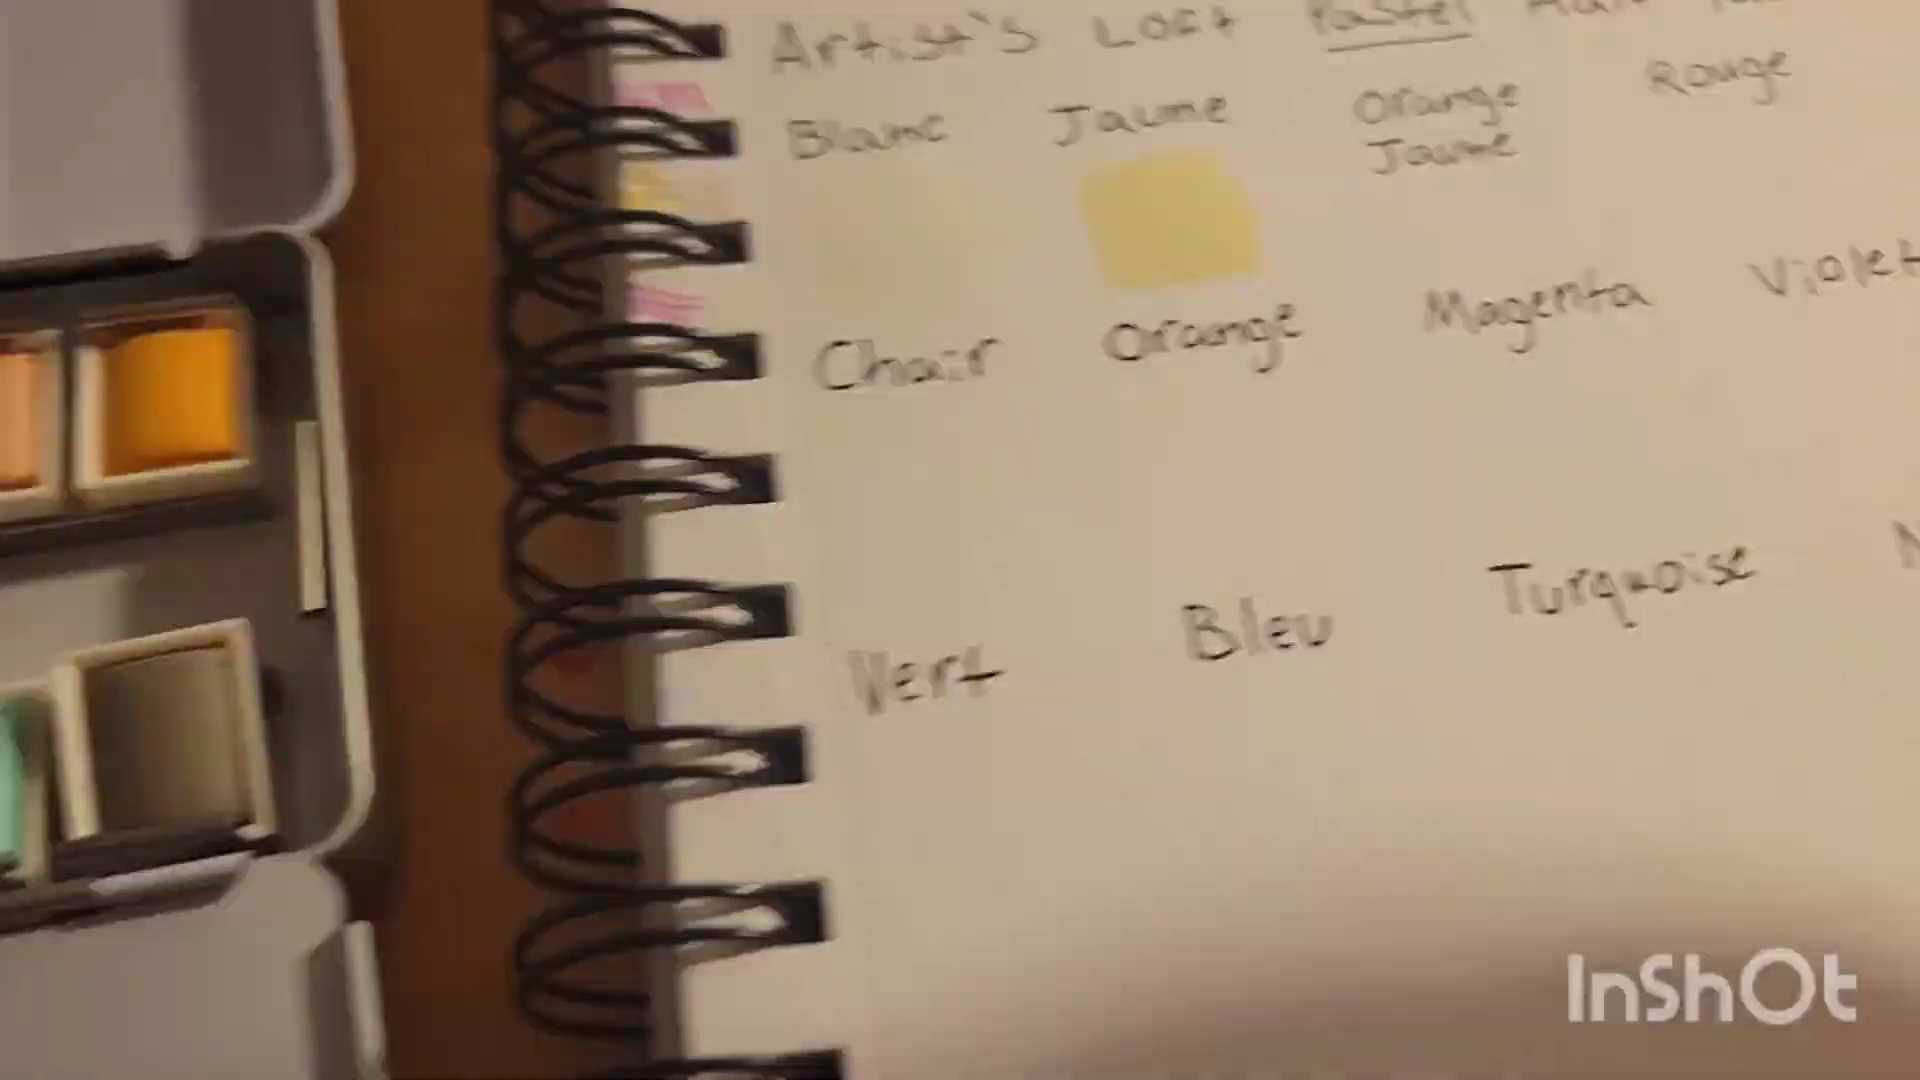 Artist's Loft Pastel
Blanc Jaune Orange Jaune Rouge
Chair Orange Magenta Violet
Vert Bleu Turquoise
InShOt